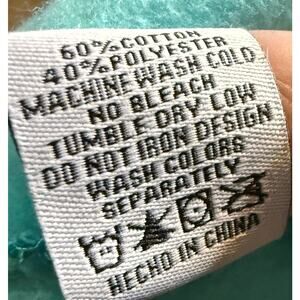 60%COTTON
40%POLYESTER
MACHINE WASH COLD
NO BLEACH
TUMBLE DRY LOW
DO NOT IRON DESIGN
WASH COLORS
SEPARATELY
HECHO IN CHINA